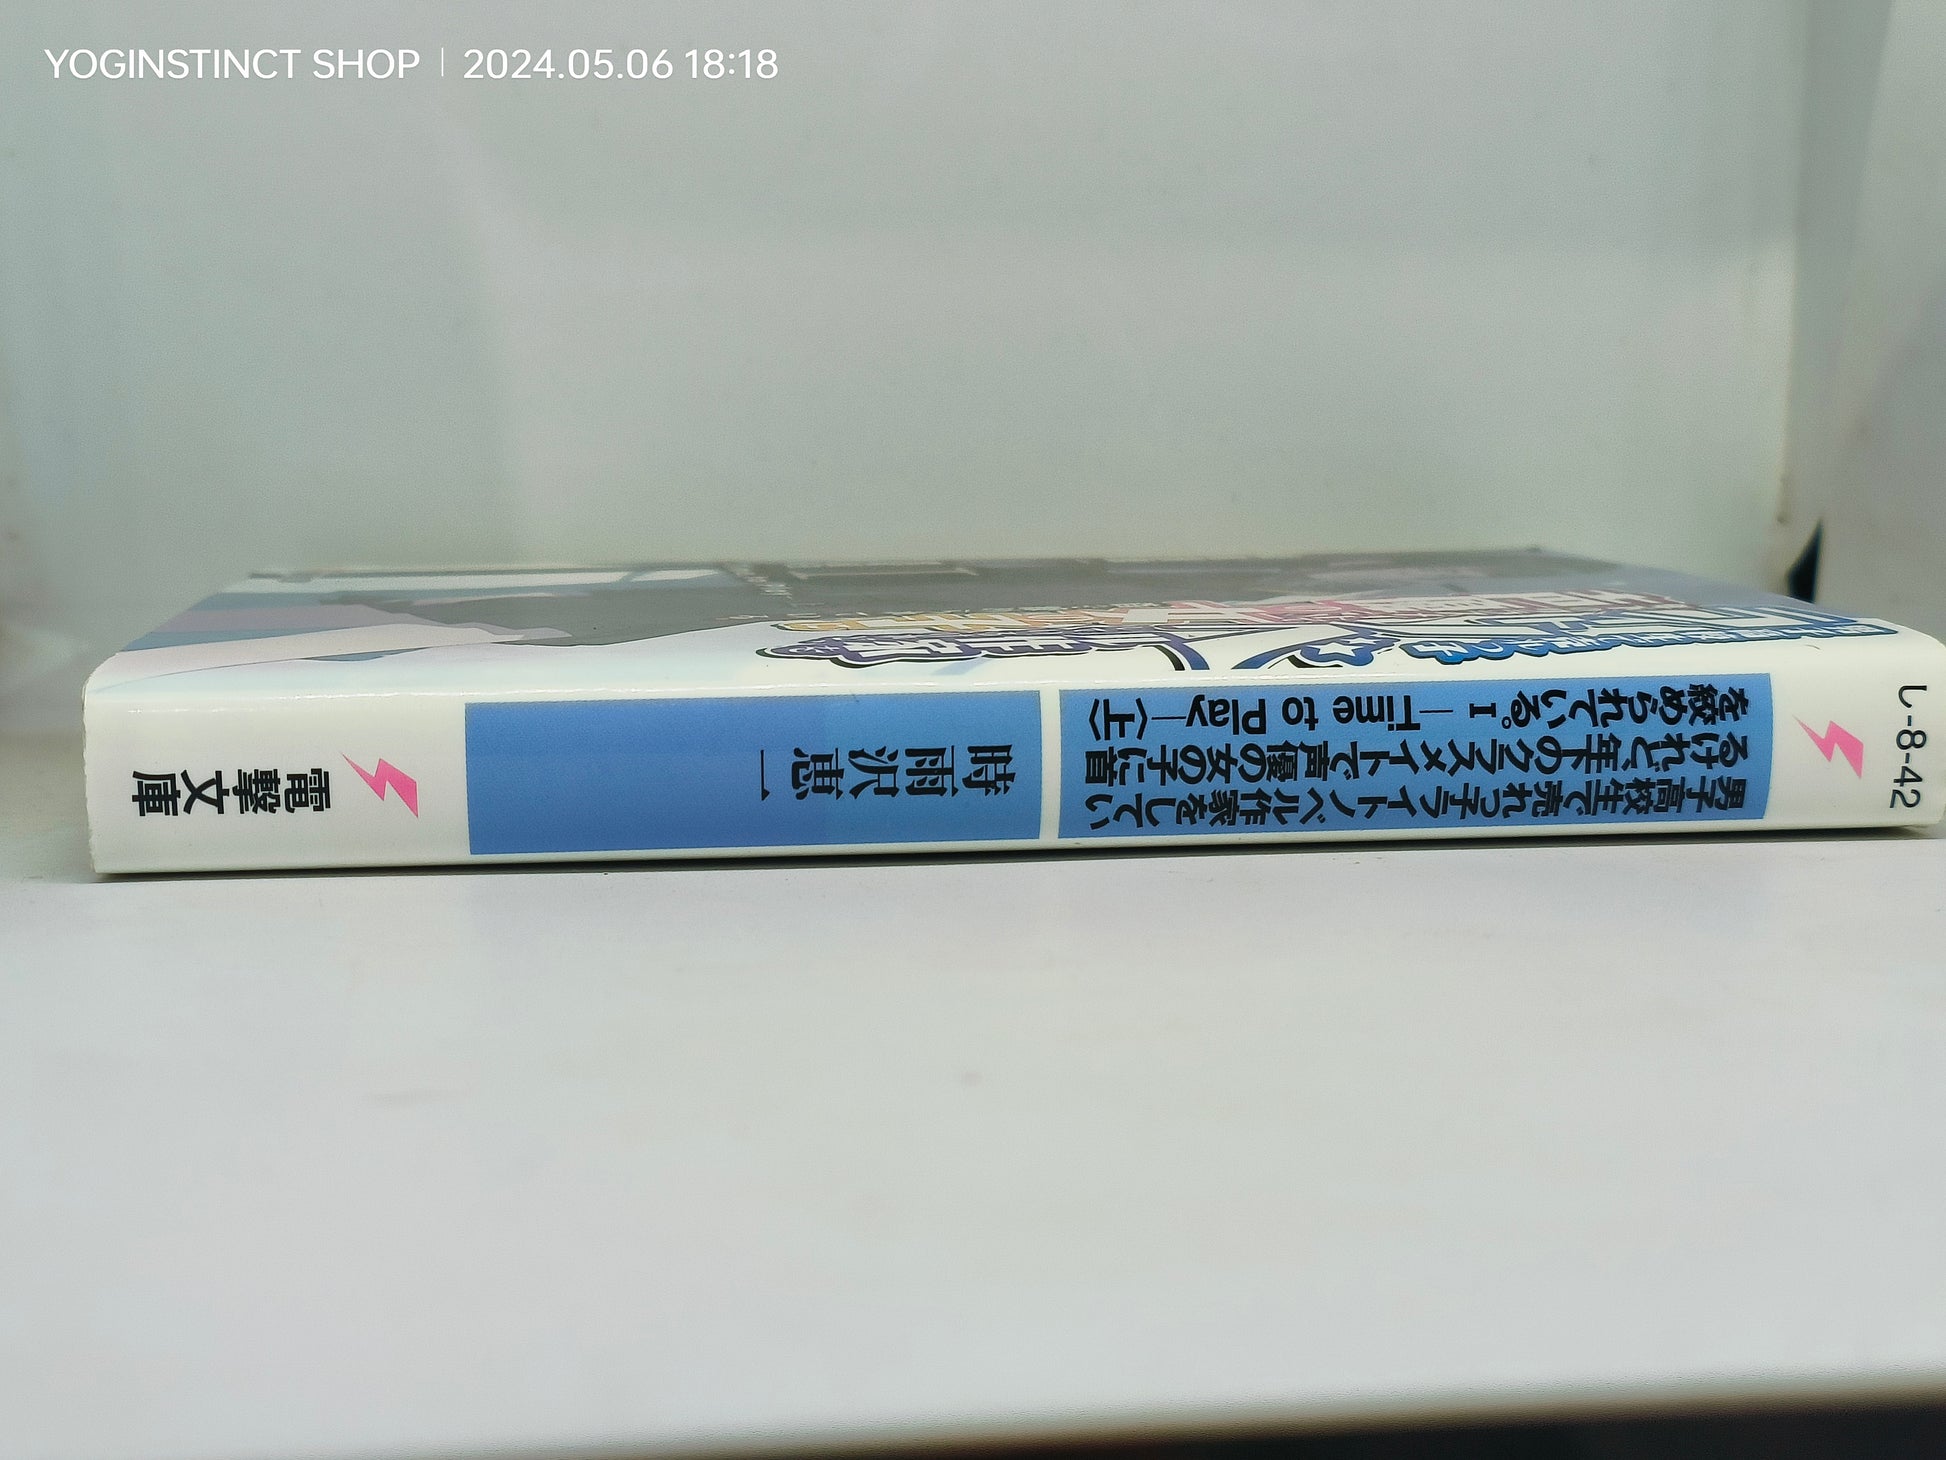 YOGINSTINCT SHOP | 2024.05.06 18:18
し-8-42
男子高校生で売れっ子ライトノベル作家をしてい
るけれど、年下のクラスメイトで声優の女の子に首
を絞められている。I ―Time to Play―〈上〉
時雨沢恵一
電撃文庫